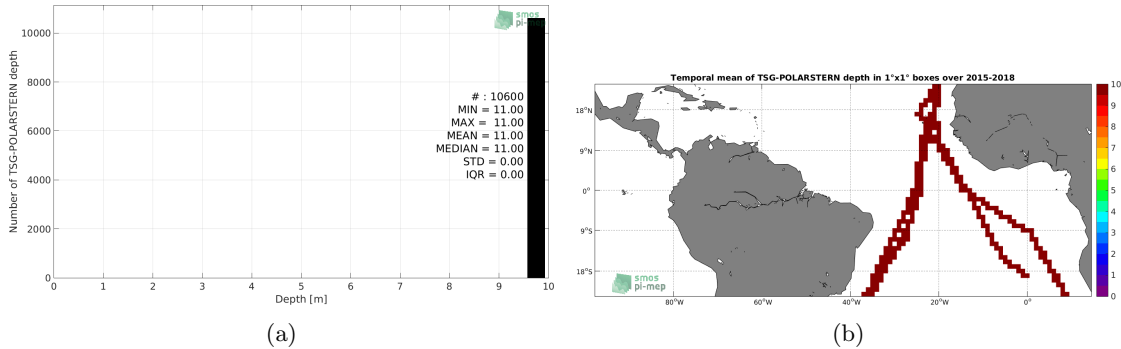 smos
pi-mep
10000
8000
6000
4000
2000
0
Number of TSG-POLARSTERN depth
# : 10600
MIN = 11.00
MAX = 11.00
MEAN = 11.00
MEDIAN = 11.00
STD = 0.00
IQR = 0.00
0 1 2 3 4 5 6 7 8 9 10
Depth [m]
(a)
Temporal mean of TSG-POLARSTERN depth in 1°x1° boxes over 2015-2018
18°N
9°N
0°
9°S
18°S
80°W 60°W 40°W 20°W 0°
smos
pi-mep
10
9
8
7
6
5
4
3
2
1
0
(b)